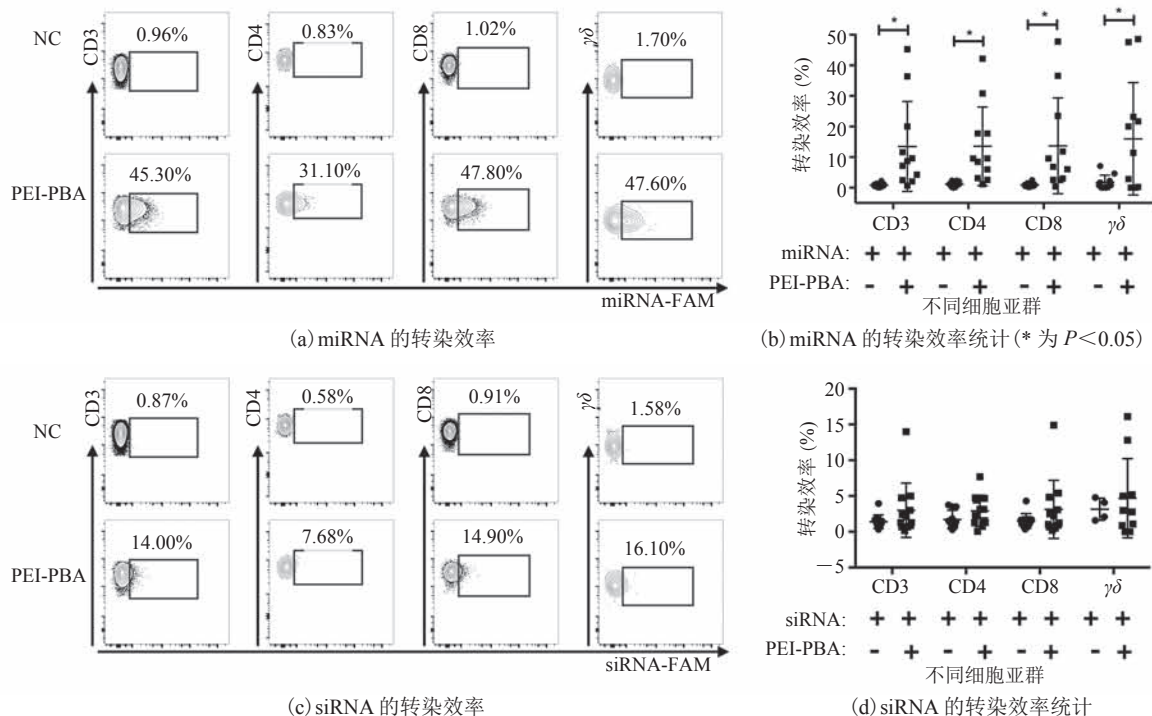 NC
CD3
0.96%
CD4
0.83%
CD8
1.02%
γδ
1.70%
PEI-PBA
45.30%
31.10%
47.80%
47.60%
miRNA-FAM
(a) miRNA 的转染效率
转染效率 (%)
50
40
30
20
10
0
*
*
*
*
CD3
CD4
CD8
γδ
miRNA: + + + + + + + +
PEI-PBA: - + - + - + - +
不同细胞亚群
(b) miRNA 的转染效率统计 (* 为 P<0.05)
NC
CD3
0.87%
CD4
0.58%
CD8
0.91%
γδ
1.58%
PEI-PBA
14.00%
7.68%
14.90%
16.10%
siRNA-FAM
(c) siRNA 的转染效率
转染效率 (%)
20
15
10
5
0
−5
CD3
CD4
CD8
γδ
siRNA: + + + + + + + +
PEI-PBA: - + - + - + - +
不同细胞亚群
(d) siRNA 的转染效率统计